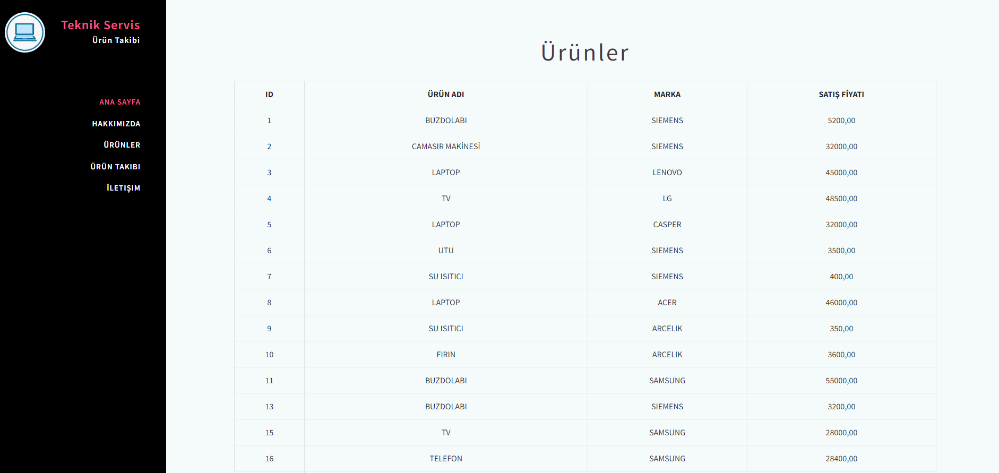 Teknik Servis
Ürün Takibi
ANA SAYFA
HAKKIMIZDA
ÜRÜNLER
ÜRÜN TAKIBI
İLETIŞIM
Ürünler
ID ÜRÜN ADI MARKA SATIŞ FİYATI
1 BUZDOLABI SIEMENS 5200,00
2 CAMASIR MAKİNESİ SIEMENS 32000,00
3 LAPTOP LENOVO 45000,00
4 TV LG 48500,00
5 LAPTOP CASPER 32000,00
6 UTU SIEMENS 3500,00
7 SU ISITICI SIEMENS 400,00
8 LAPTOP ACER 46000,00
9 SU ISITICI ARCELIK 350,00
10 FIRIN ARCELIK 3600,00
11 BUZDOLABI SAMSUNG 55000,00
13 BUZDOLABI SIEMENS 3200,00
15 TV SAMSUNG 28000,00
16 TELEFON SAMSUNG 28400,00